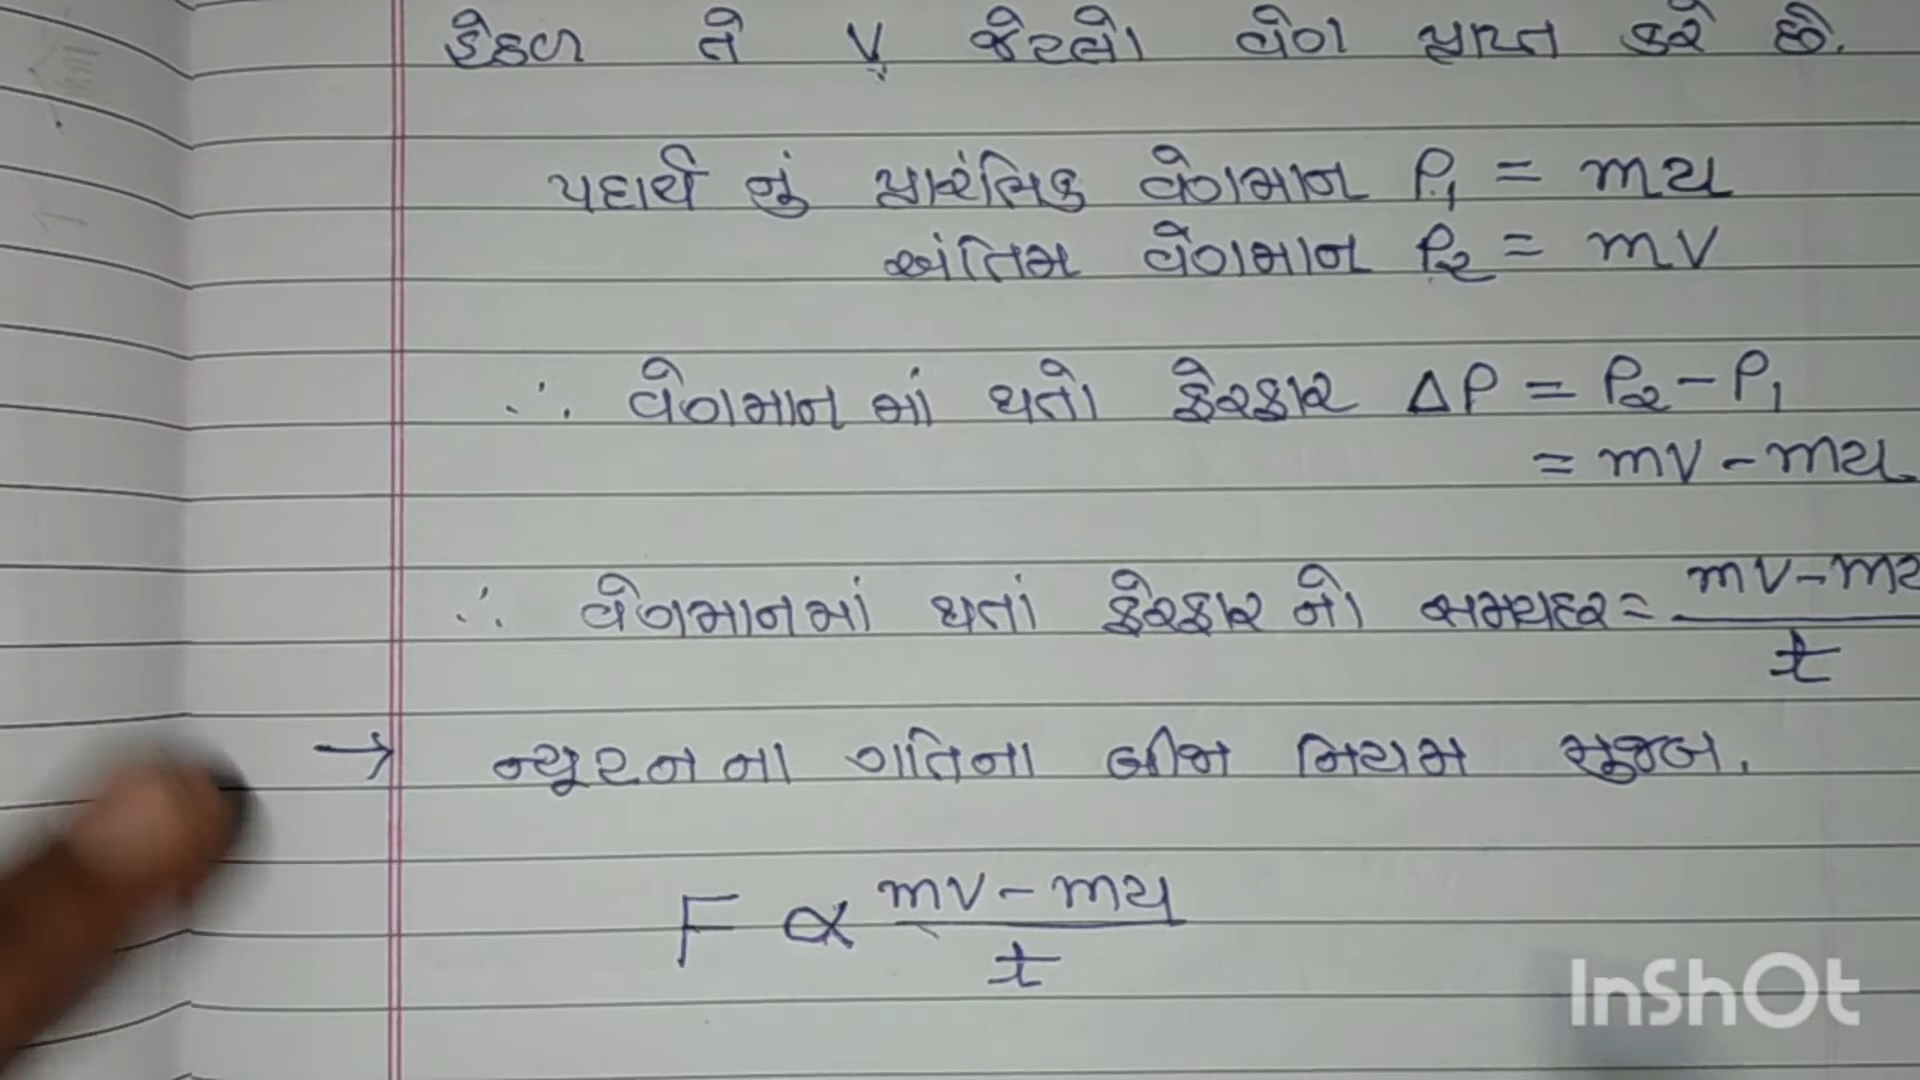 હેઠળ તે v જેટલો વેગ પ્રાપ્ત કરે છે.
પદાર્થ નું પ્રારંભિક વેગમાન P₁ = mu
અંતિમ વેગમાન P₂ = mv
∴ વેગમાન માં થતો ફેરફાર ΔP = P₂ - P₁
= mv - mu
∴ વેગમાનમાં થતાં ફેરફાર નો સમયદર = mv - mu / t
→ ન્યૂટન ના ગતિના બીજા નિયમ મુજબ.
F ∝ mv - mu / t
InShOt